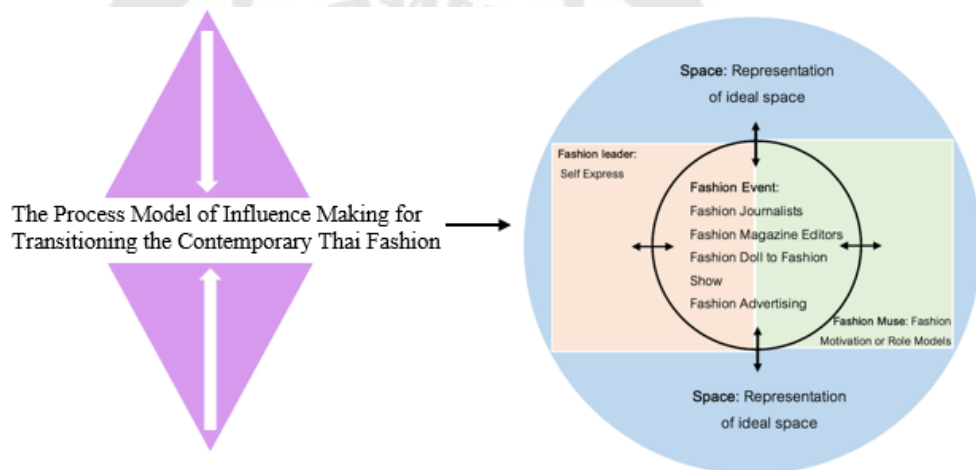 The Process Model of Influence Making for
Transitioning the Contemporary Thai Fashion
Space: Representation
of ideal space
Fashion leader:
Self Express
Fashion Event:
Fashion Journalists
Fashion Magazine Editors
Fashion Doll to Fashion
Show
Fashion Advertising
Fashion Muse: Fashion
Motivation or Role Models
Space: Representation
of ideal space